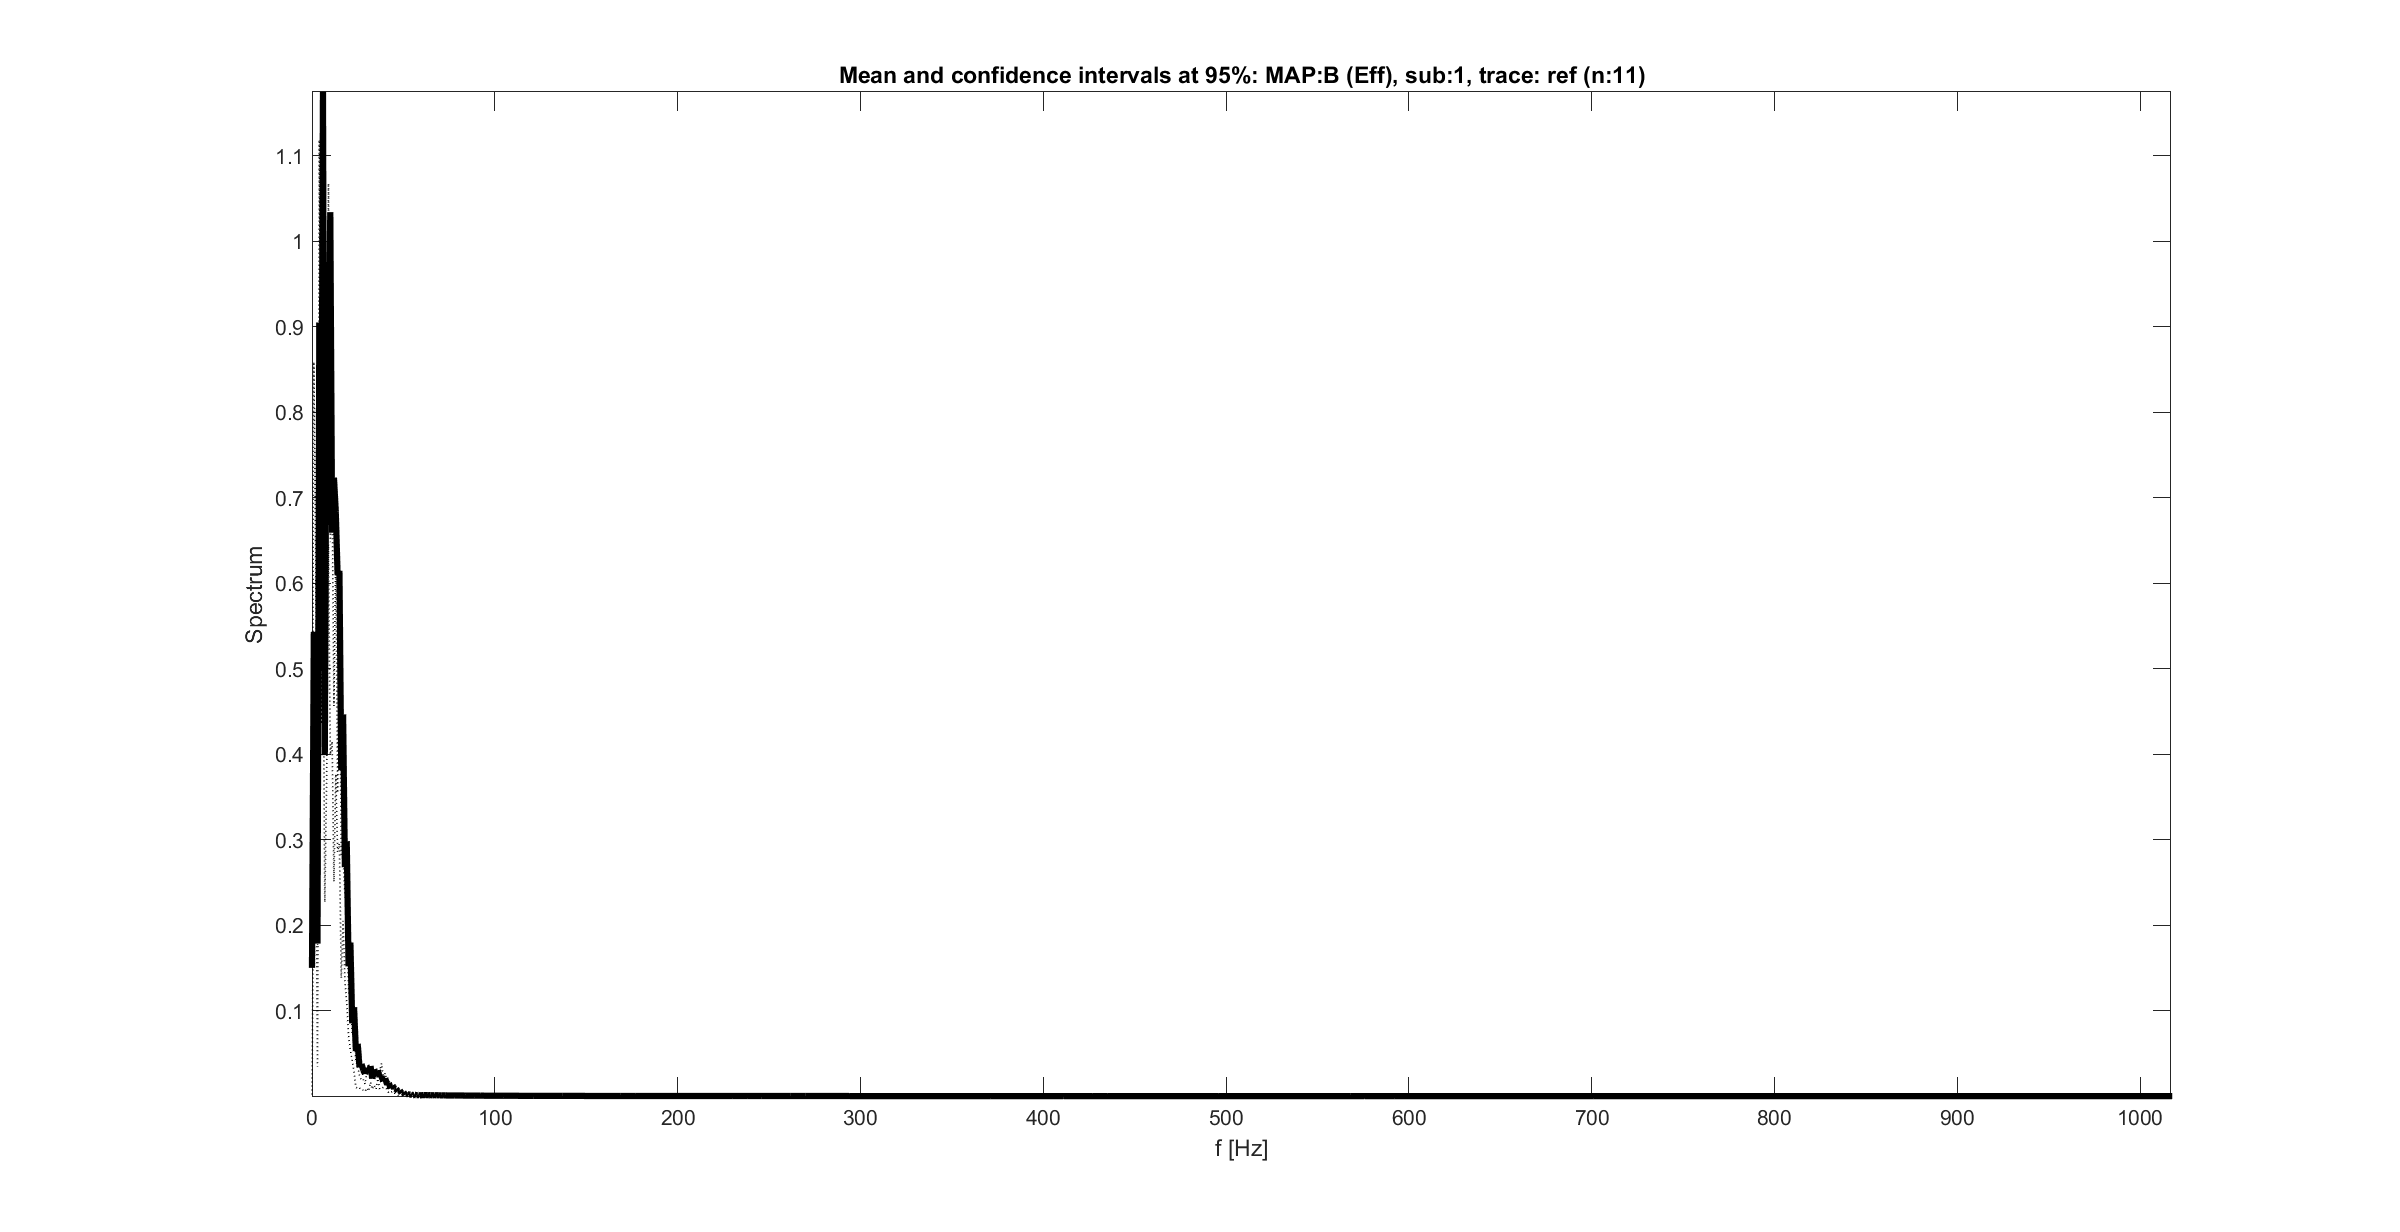 Mean and confidence intervals at 95%: MAP:B (Eff), sub:1, trace: ref (n:11)
1.1
1
0.9
0.8
0.7
0.6
0.5
0.4
0.3
0.2
0.1
Spectrum
0 100 200 300 400 500 600 700 800 900 1000
f [Hz]